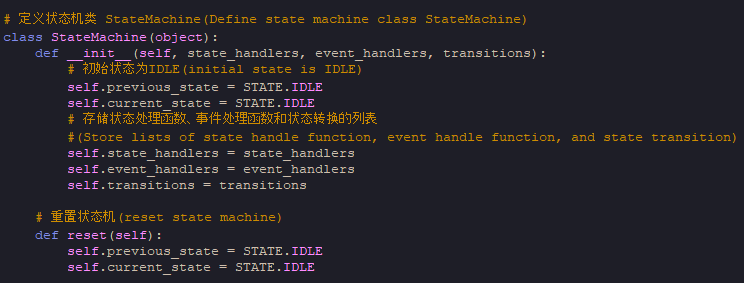 # 定义状态机类 StateMachine(Define state machine class StateMachine)
class StateMachine(object):
    def __init__(self, state_handlers, event_handlers, transitions):
        # 初始状态为IDLE(initial state is IDLE)
        self.previous_state = STATE.IDLE
        self.current_state = STATE.IDLE
        # 存储状态处理函数、事件处理函数和状态转换的列表
        #(Store lists of state handle function, event handle function, and state transition)
        self.state_handlers = state_handlers
        self.event_handlers = event_handlers
        self.transitions = transitions
    # 重置状态机(reset state machine)
    def reset(self):
        self.previous_state = STATE.IDLE
        self.current_state = STATE.IDLE